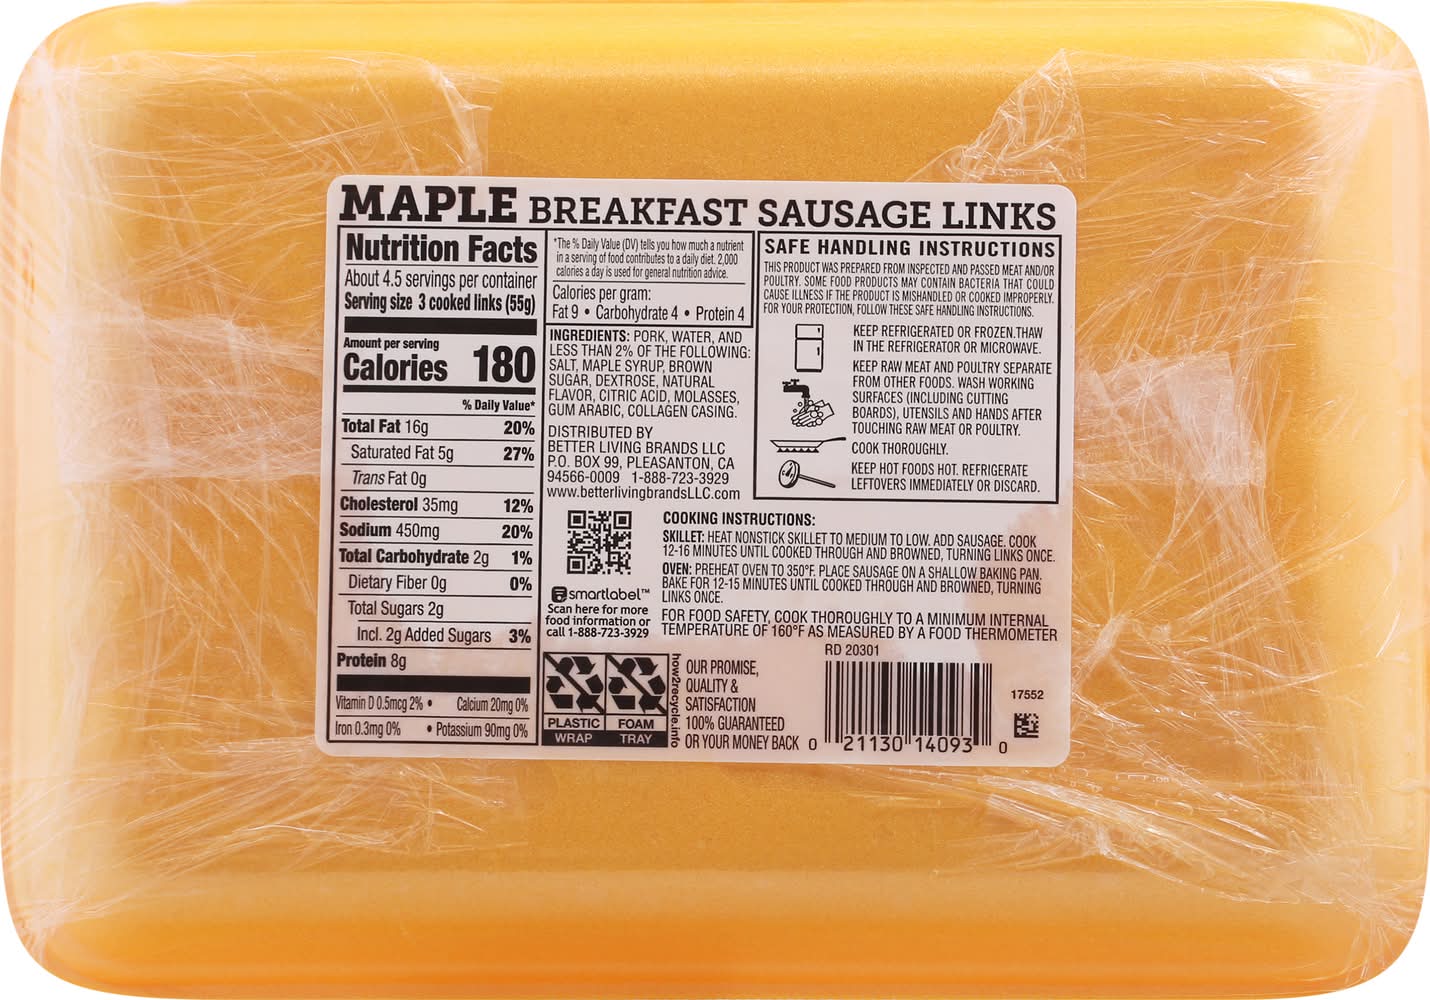 MAPLE BREAKFAST SAUSAGE LINKS
Nutrition Facts
About 4.5 servings per container
Serving size 3 cooked links (55g)
Amount per serving
Calories 180
% Daily Value*
Total Fat 16g 20%
Saturated Fat 5g 27%
Trans Fat 0g
Cholesterol 35mg 12%
Sodium 450mg 20%
Total Carbohydrate 2g 1%
Dietary Fiber 0g 0%
Total Sugars 2g
Incl. 2g Added Sugars 3%
Protein 8g
Vitamin D 0.5mcg 2% • Calcium 20mg 0%
Iron 0.3mg 0% • Potassium 90mg 0%
*The % Daily Value (DV) tells you how much a nutrient
in a serving of food contributes to a daily diet. 2,000
calories a day is used for general nutrition advice.
Calories per gram:
Fat 9 • Carbohydrate 4 • Protein 4
INGREDIENTS: PORK, WATER, AND
LESS THAN 2% OF THE FOLLOWING:
SALT, MAPLE SYRUP, BROWN
SUGAR, DEXTROSE, NATURAL
FLAVOR, CITRIC ACID, MOLASSES,
GUM ARABIC, COLLAGEN CASING.
DISTRIBUTED BY
BETTER LIVING BRANDS LLC
P.O. BOX 99, PLEASANTON, CA
94566-0009 1-888-723-3929
www.betterlivingbrandsLLC.com
smartlabel™
Scan here for more
food information or
call 1-888-723-3929
SAFE HANDLING INSTRUCTIONS
THIS PRODUCT WAS PREPARED FROM INSPECTED AND PASSED MEAT AND/OR
POULTRY. SOME FOOD PRODUCTS MAY CONTAIN BACTERIA THAT COULD
CAUSE ILLNESS IF THE PRODUCT IS MISHANDLED OR COOKED IMPROPERLY.
FOR YOUR PROTECTION, FOLLOW THESE SAFE HANDLING INSTRUCTIONS.
KEEP REFRIGERATED OR FROZEN.THAW
IN THE REFRIGERATOR OR MICROWAVE.
KEEP RAW MEAT AND POULTRY SEPARATE
FROM OTHER FOODS. WASH WORKING
SURFACES (INCLUDING CUTTING
BOARDS), UTENSILS AND HANDS AFTER
TOUCHING RAW MEAT OR POULTRY.
COOK THOROUGHLY.
KEEP HOT FOODS HOT. REFRIGERATE
LEFTOVERS IMMEDIATELY OR DISCARD.
COOKING INSTRUCTIONS:
SKILLET: HEAT NONSTICK SKILLET TO MEDIUM TO LOW. ADD SAUSAGE. COOK
12-16 MINUTES UNTIL COOKED THROUGH AND BROWNED, TURNING LINKS ONCE.
OVEN: PREHEAT OVEN TO 350°F. PLACE SAUSAGE ON A SHALLOW BAKING PAN.
BAKE FOR 12-15 MINUTES UNTIL COOKED THROUGH AND BROWNED, TURNING
LINKS ONCE.
FOR FOOD SAFETY, COOK THOROUGHLY TO A MINIMUM INTERNAL
TEMPERATURE OF 160°F AS MEASURED BY A FOOD THERMOMETER
PLASTIC
WRAP
FOAM
TRAY
how2recycle.info
OUR PROMISE,
QUALITY &
SATISFACTION
100% GUARANTEED
OR YOUR MONEY BACK
RD 20301
0 21130 14093 0
17552